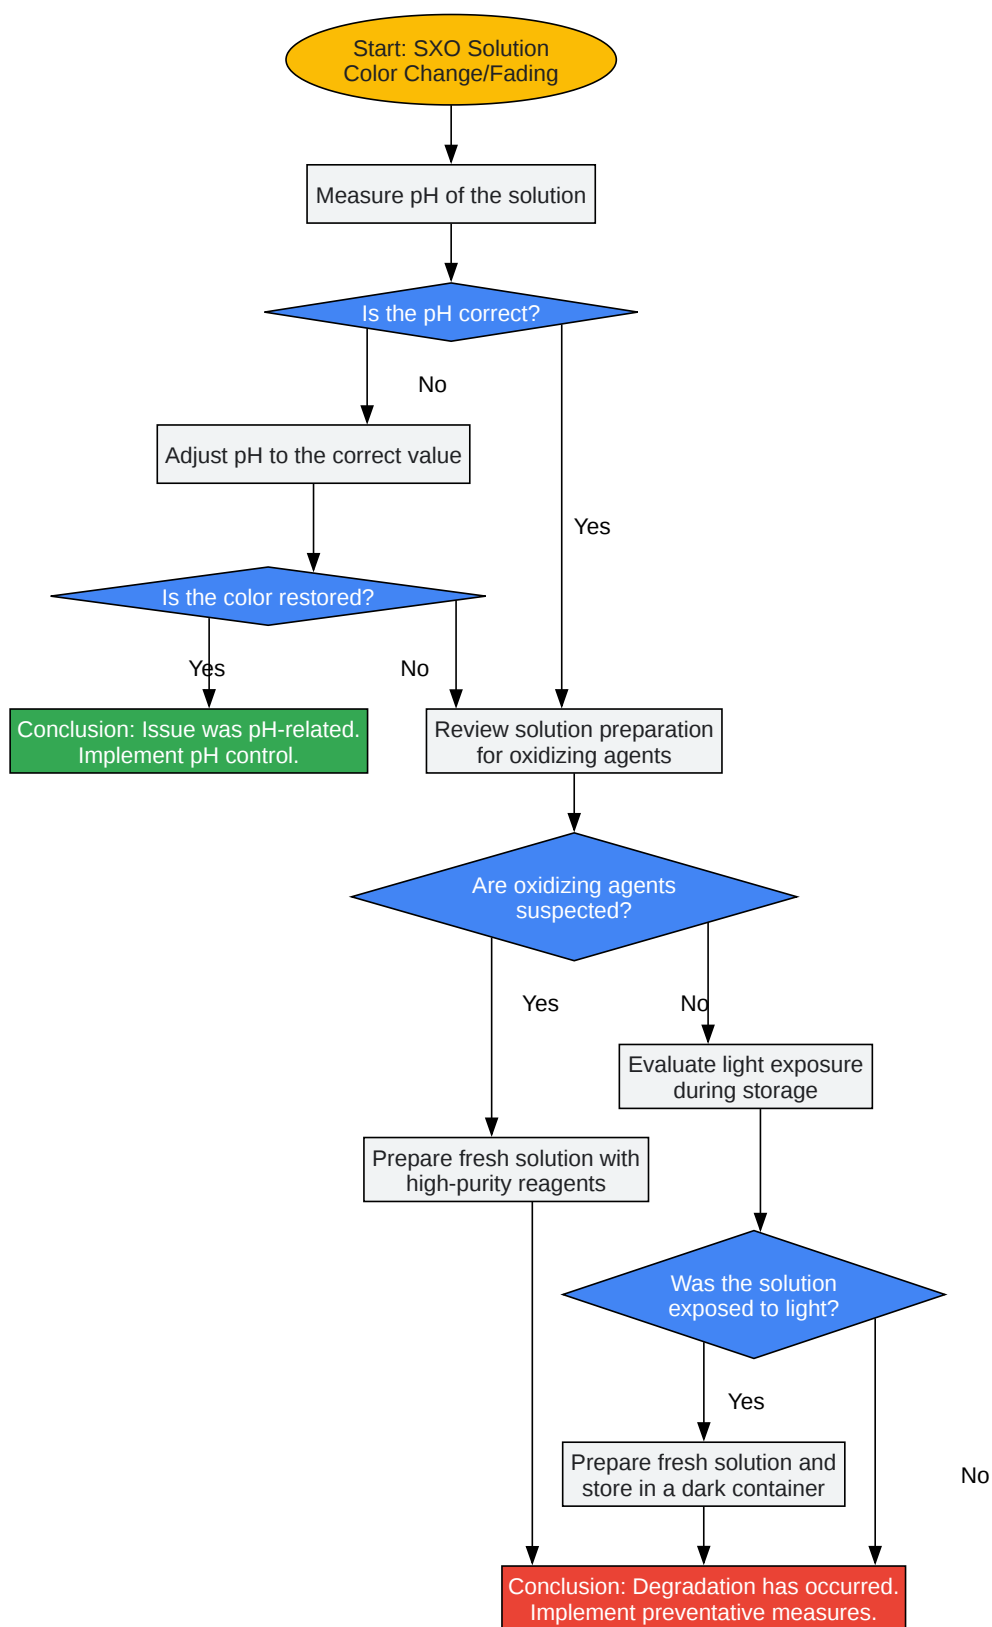 Start: SXO Solution
Color Change/Fading
Measure pH of the solution
Is the pH correct?
No
Adjust pH to the correct value
Yes
Is the color restored?
Yes
No
Conclusion: Issue was pH-related.
Implement pH control.
Review solution preparation
for oxidizing agents
Are oxidizing agents
suspected?
Yes
No
Evaluate light exposure
during storage
Prepare fresh solution with
high-purity reagents
Was the solution
exposed to light?
Yes
Prepare fresh solution and
store in a dark container
No
Conclusion: Degradation has occurred.
Implement preventative measures.